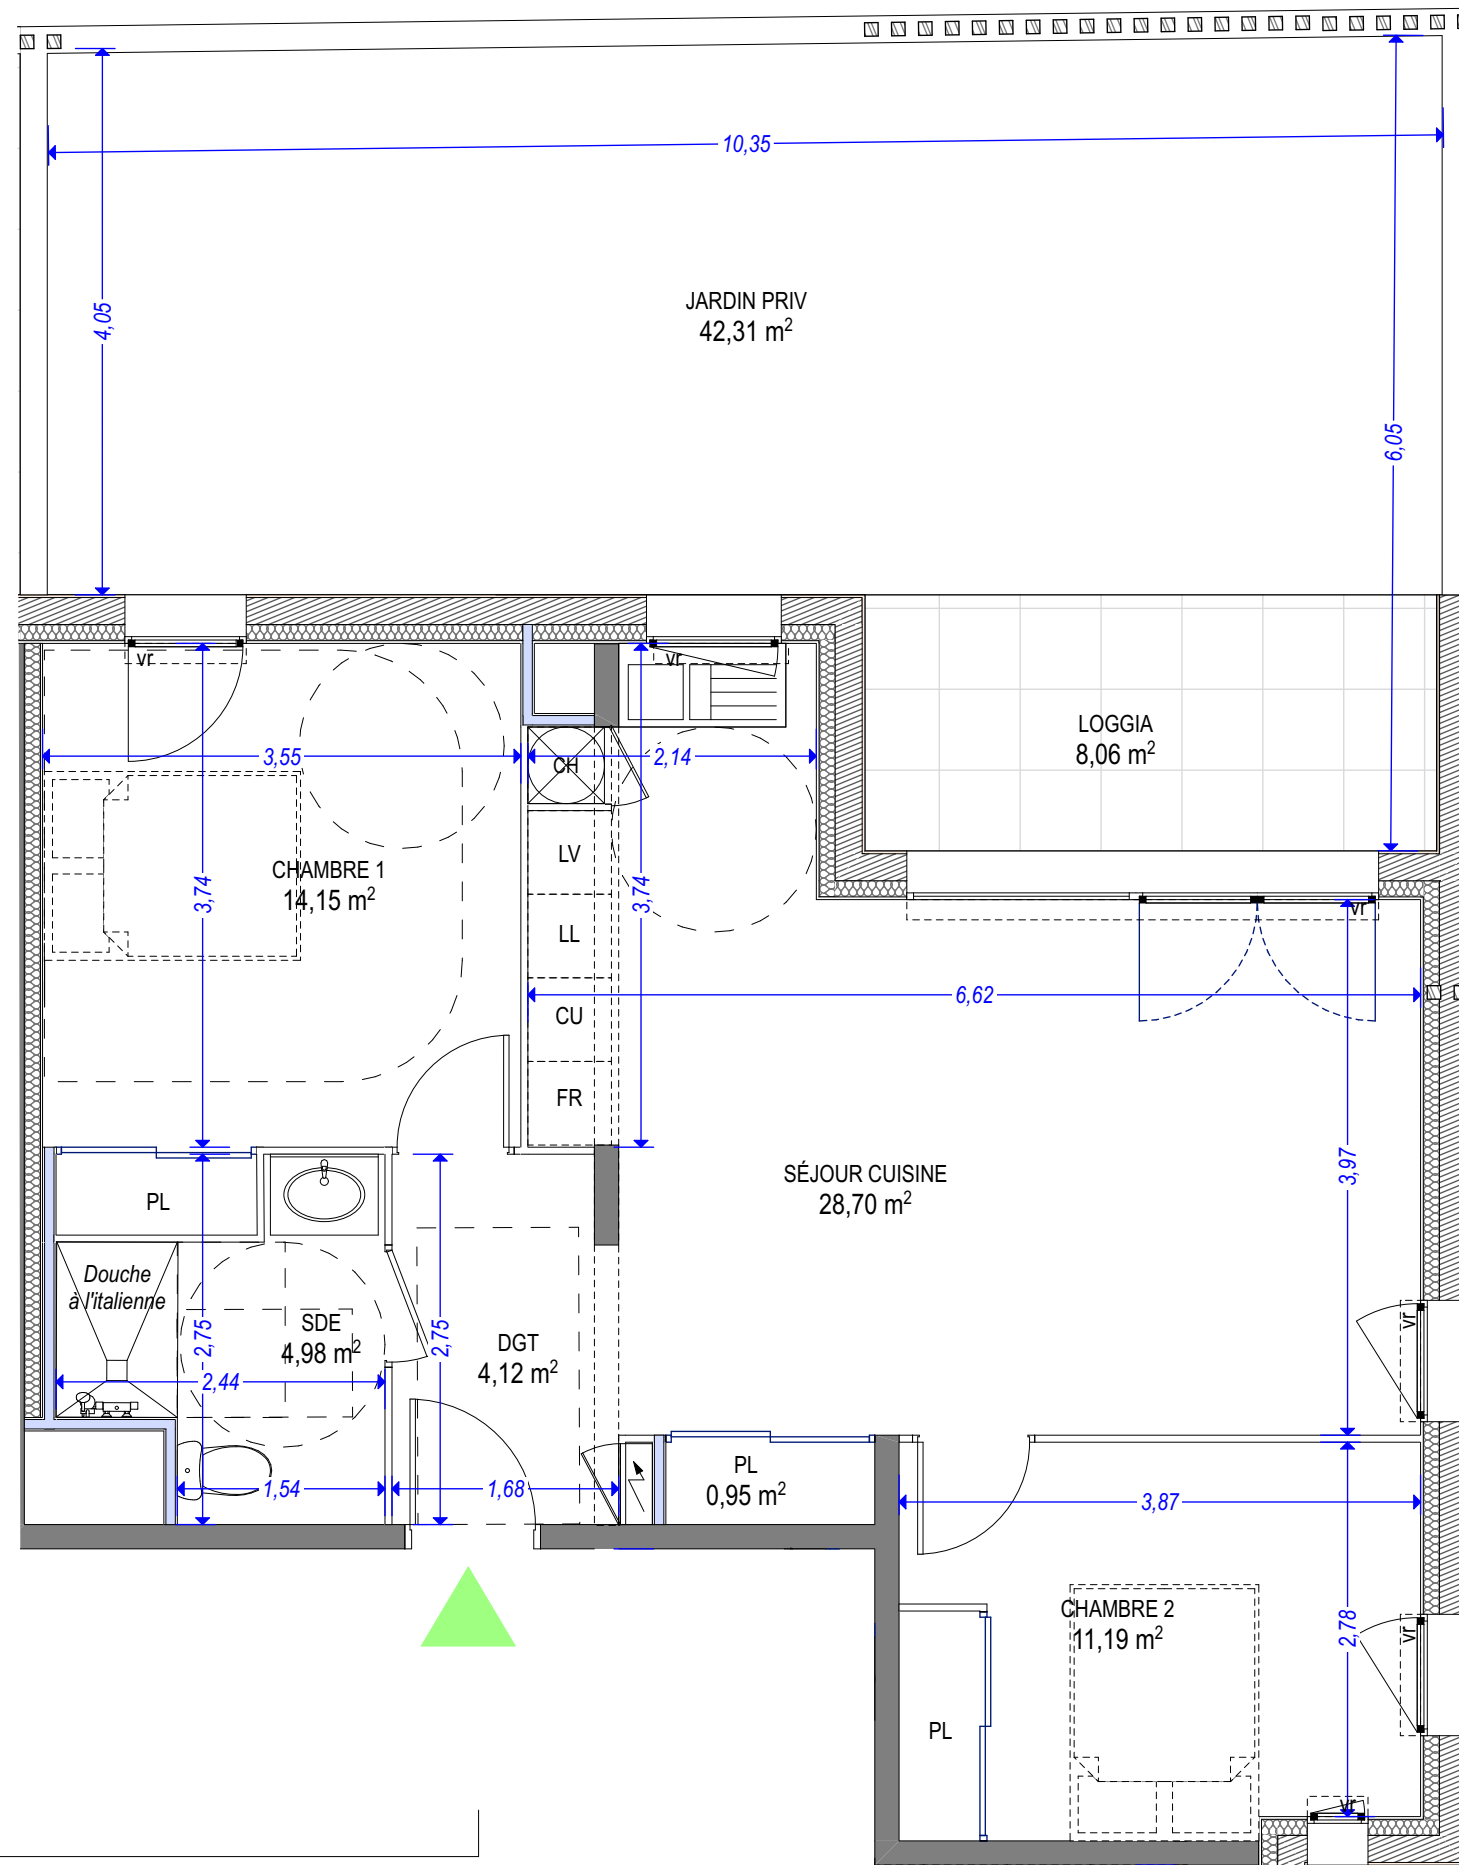 10,35
4,05
JARDIN PRIV
42,31 m²
6,05
vr
vr
LOGGIA
8,06 m²
3,55
2,14
CH
LV
CHAMBRE 1
14,15 m²
3,74
3,74
vr
LL
6,62
CU
FR
SÉJOUR CUISINE
28,70 m²
3,97
PL
Douche
à l'italienne
SDE
4,98 m²
2,75
2,75
2,44
DGT
4,12 m²
vr
PL
0,95 m²
1,54
1,68
3,87
CHAMBRE 2
11,19 m²
2,78
vr
PL
vr